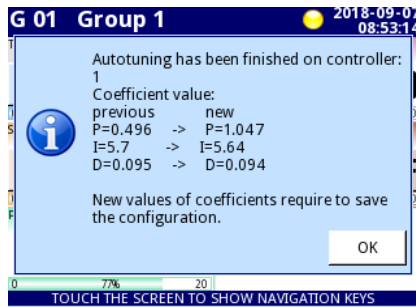 G 01 Group 1
2018-09-07
08:53:14
Autotuning has been finished on controller:
1
Coefficient value:
previous new
P=0.496 -> P=1.047
I=5.7 -> I=5.64
D=0.095 -> D=0.094
New values of coefficients require to save
the configuration.
OK
0 77% 20
TOUCH THE SCREEN TO SHOW NAVIGATION KEYS